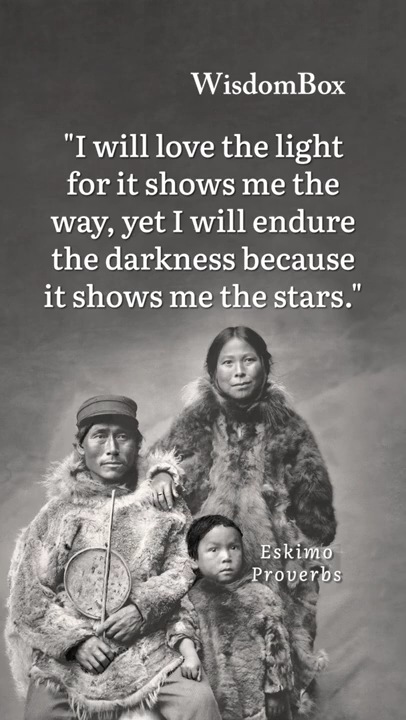 WisdomBox
"I will love the light
for it shows me the
way, yet I will endure
the darkness because
it shows me the stars."
Eskimo
Proverbs